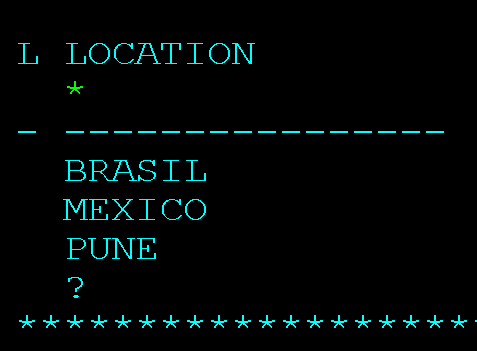 L LOCATION
*
- ----------------
BRASIL
MEXICO
PUNE
?
*******************